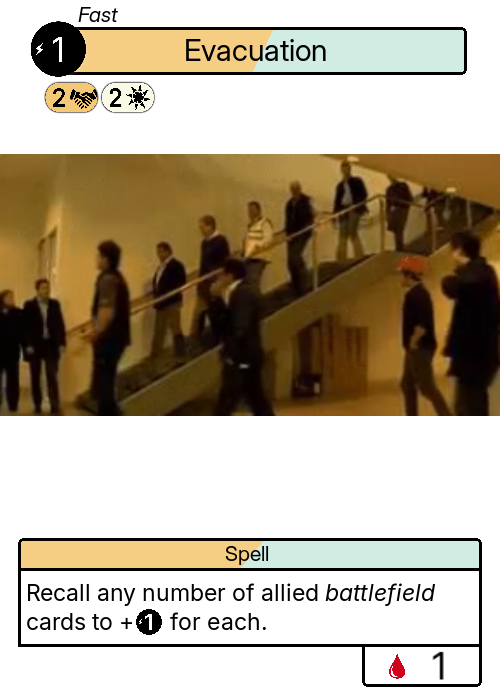 Fast
1 Evacuation
2 2
Spell
Recall any number of allied battlefield
cards to +1 for each.
1